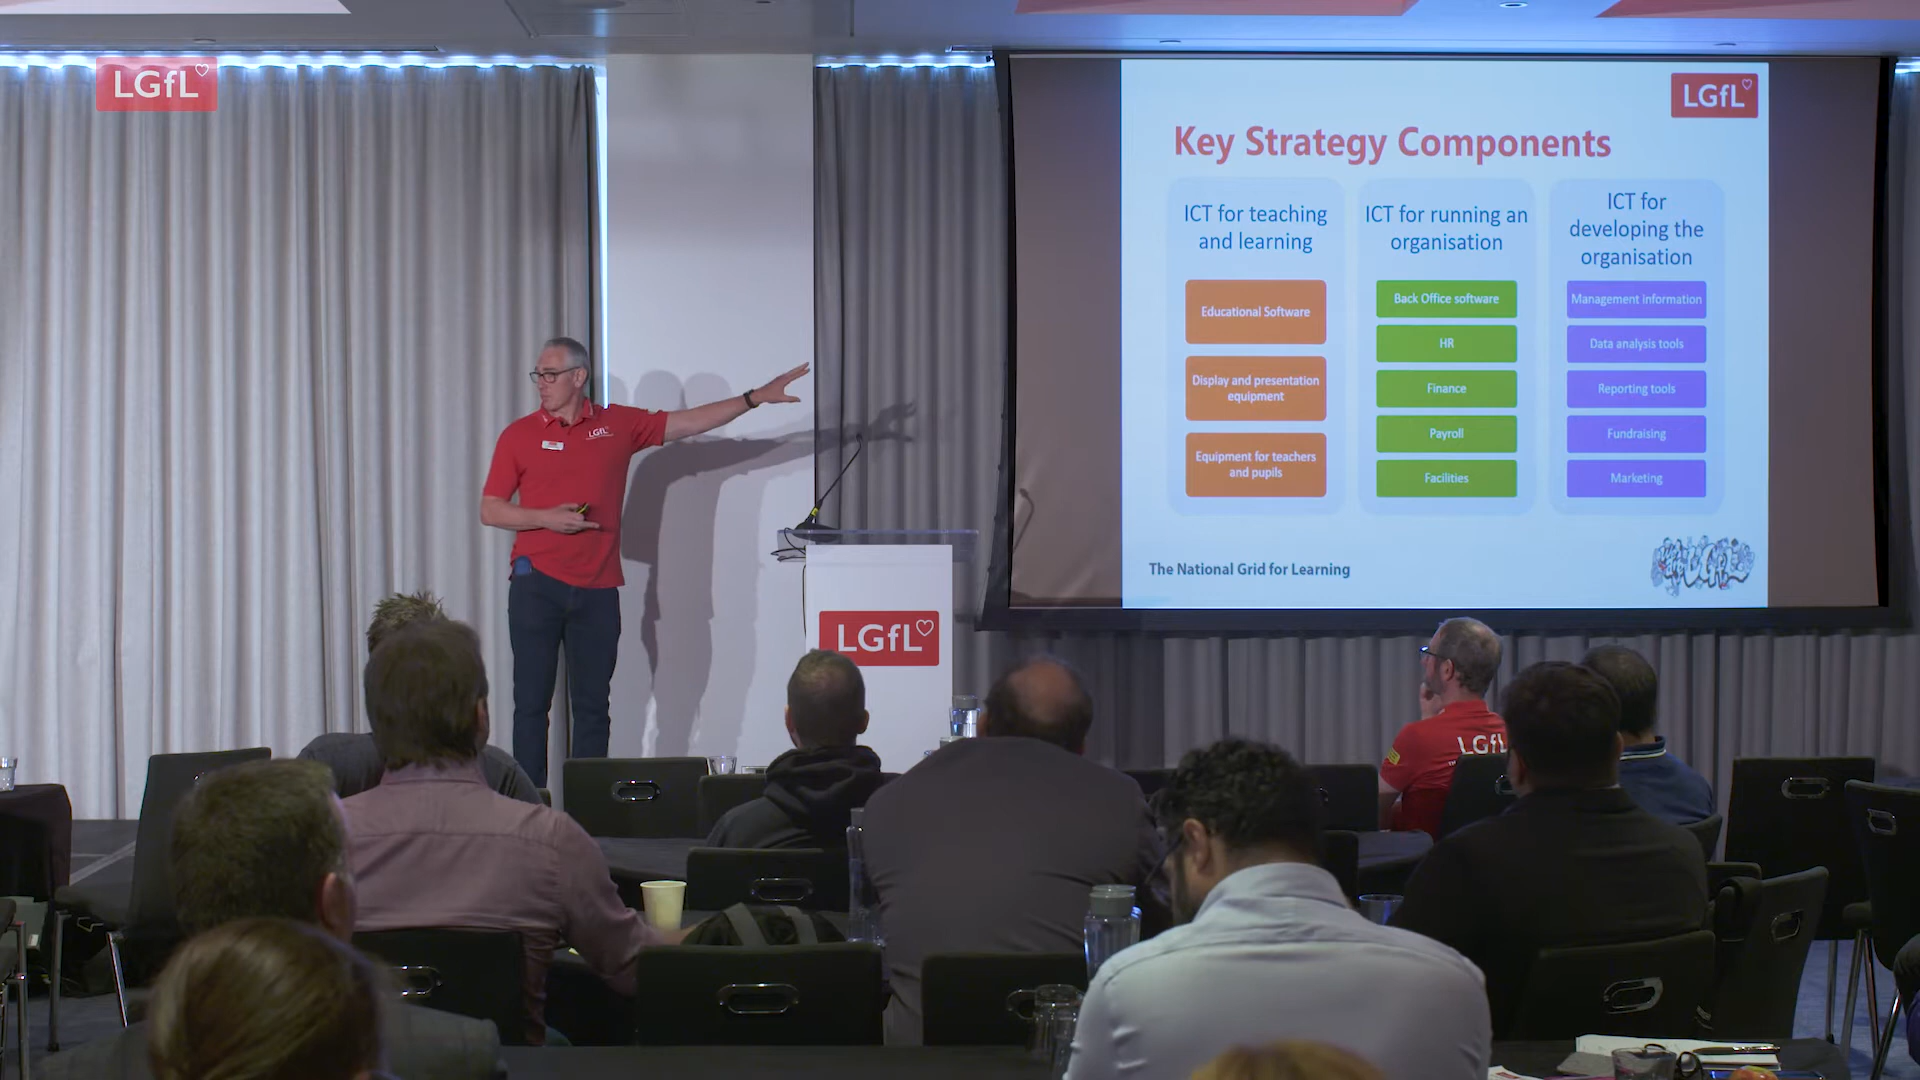 LGfL
LGfL
Key Strategy Components
ICT for teaching
and learning
Educational Software
Display and presentation
equipment
Equipment for teachers
and pupils
ICT for running an
organisation
Back Office software
HR
Finance
Payroll
Facilities
ICT for
developing the
organisation
Management information
Data analysis tools
Reporting tools
Fundraising
Marketing
The National Grid for Learning
LGfL
LGfL
LGfL